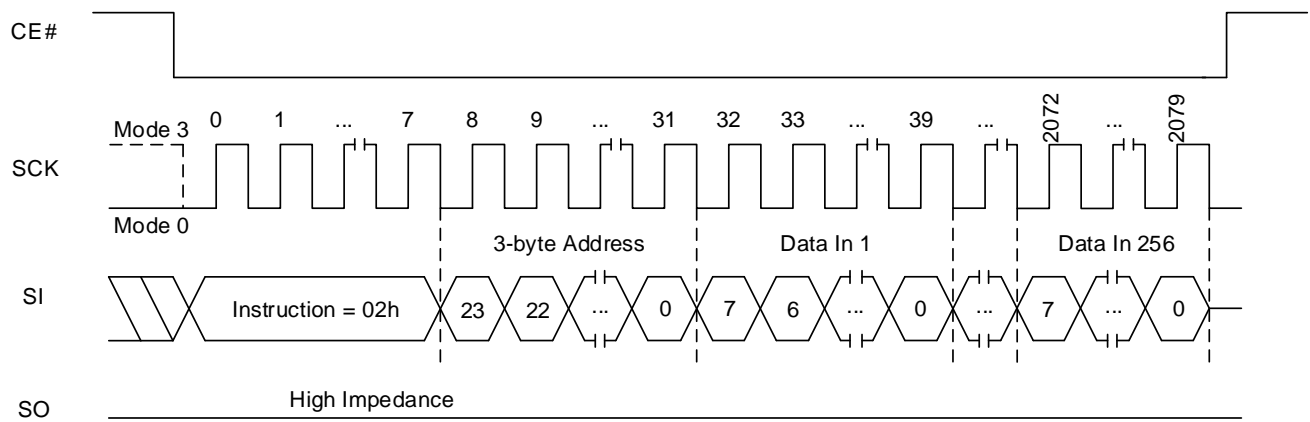 CE#
Mode 3
0 1 ... 7 8 9 ... 31 32 33 ... 39 ... 2072 ... 2079
SCK
Mode 0
3-byte Address Data In 1 Data In 256
SI Instruction = 02h 23 22 ... 0 7 6 ... 0 ... 7 ... 0
High Impedance
SO